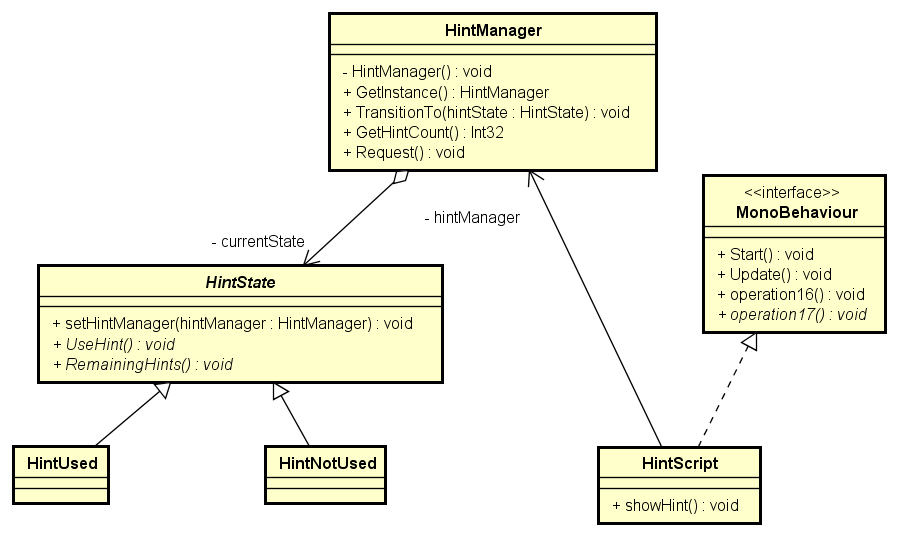 HintManager
- HintManager() : void
+ GetInstance() : HintManager
+ TransitionTo(hintState : HintState) : void
+ GetHintCount() : Int32
+ Request() : void
<<interface>>
MonoBehaviour
+ Start() : void
+ Update() : void
+ operation16() : void
+ operation17() : void
- hintManager
- currentState
HintState
+ setHintManager(hintManager : HintManager) : void
+ UseHint() : void
+ RemainingHints() : void
HintUsed
HintNotUsed
HintScript
+ showHint() : void